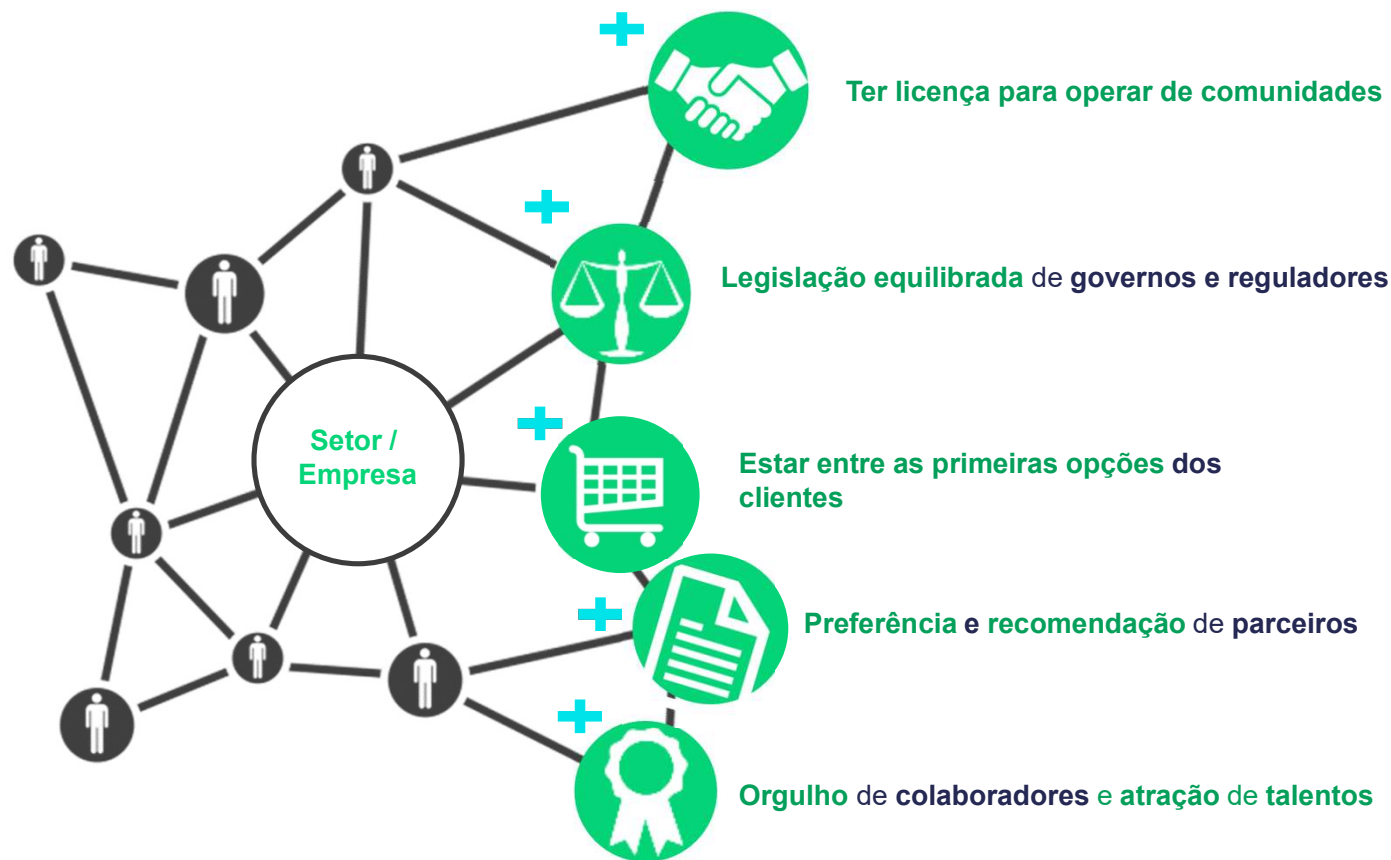 Ter licença para operar de comunidades
Legislação equilibrada de governos e reguladores
Setor /
Empresa
Estar entre as primeiras opções dos
clientes
Preferência e recomendação de parceiros
Orgulho de colaboradores e atração de talentos